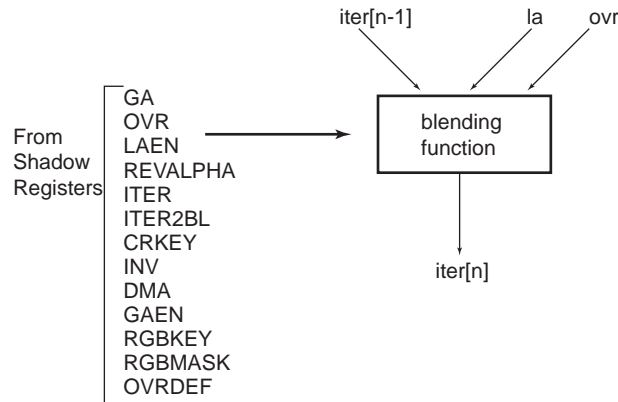 iter[n-1] la ovr
blending
function
iter[n]
From
Shadow
Registers
GA
OVR
LAEN
REVALPHA
ITER
ITER2BL
CRKEY
INV
DMA
GAEN
RGBKEY
RGBMASK
OVRDEF